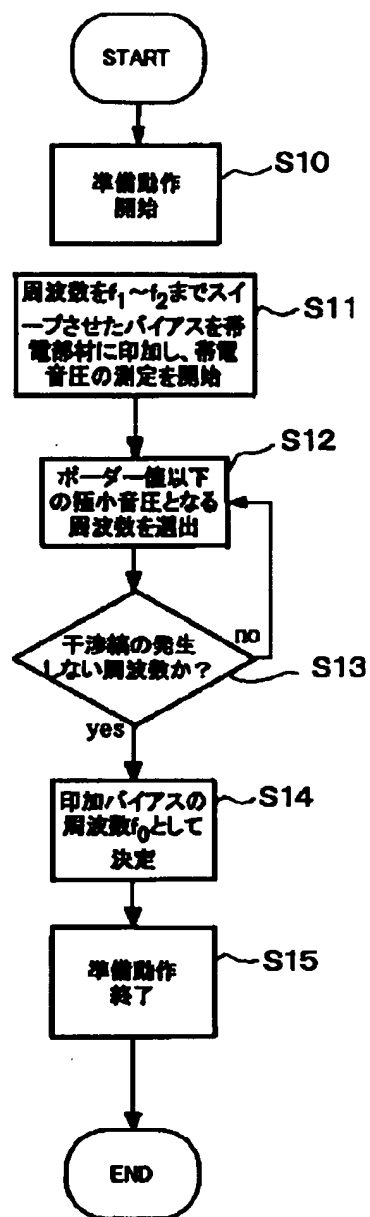 START
準備動作
開始
S10
周波数をf1～f2までスイ
ープさせたバイアスを帯
電部材に印加し、帯電
音圧の測定を開始
S11
ボーダー値以下
の極小音圧となる
周波数を選出
S12
干渉縞の発生
しない周波数か？
no
S13
yes
印加バイアスの
周波数f0として
決定
S14
準備動作
終了
S15
END